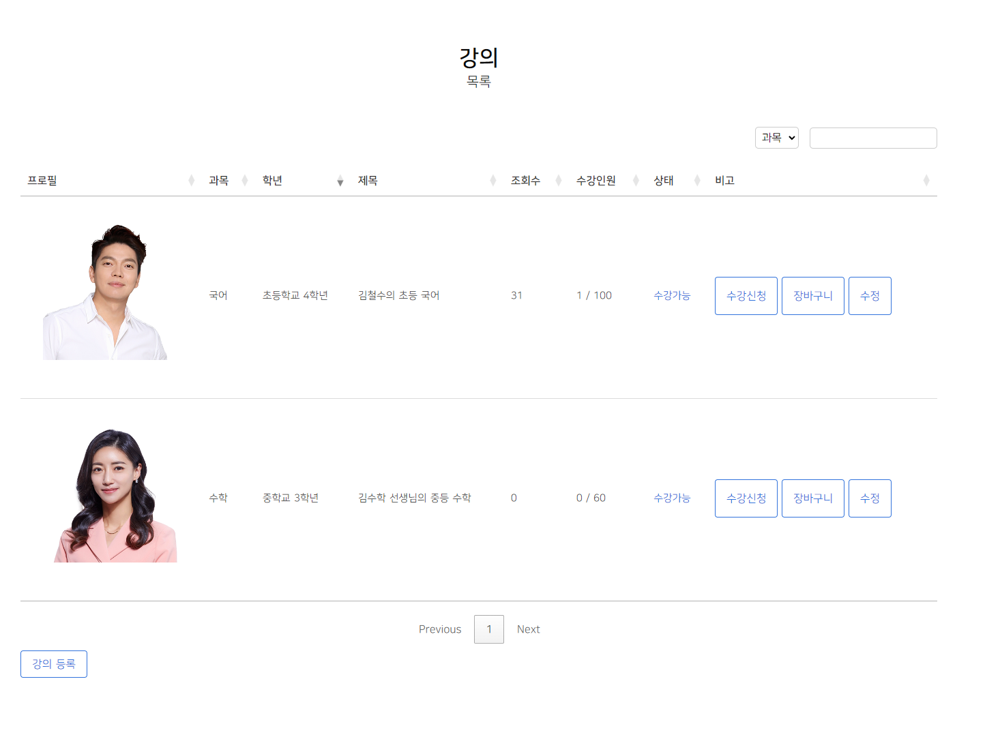 강의
목록
과목
프로필 과목 학년 제목 조회수 수강인원 상태 비고
국어 초등학교 4학년 김철수의 초등 국어 31 1 / 100 수강가능 수강신청 장바구니 수정
수학 중학교 3학년 김수학 선생님의 중등 수학 0 0 / 60 수강가능 수강신청 장바구니 수정
Previous 1 Next
강의 등록